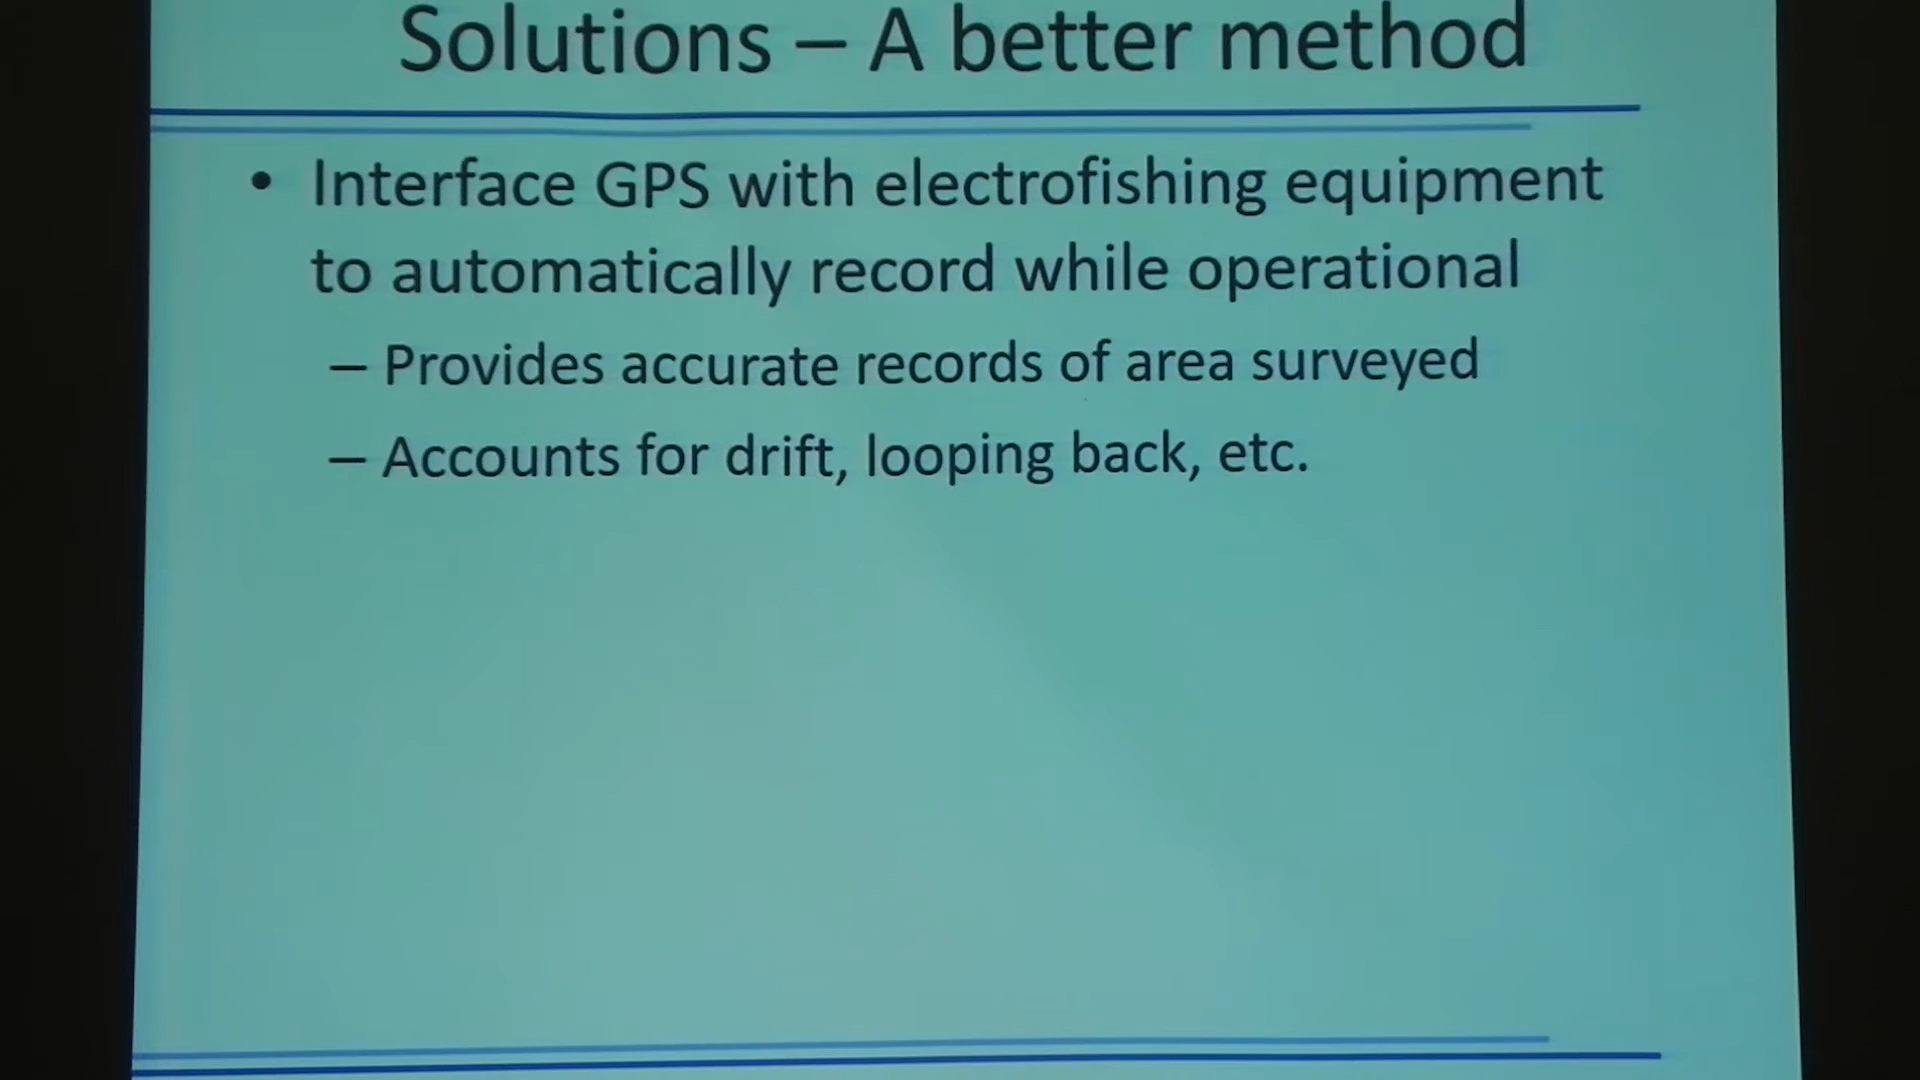 Solutions – A better method
• Interface GPS with electrofishing equipment
to automatically record while operational
– Provides accurate records of area surveyed
– Accounts for drift, looping back, etc.